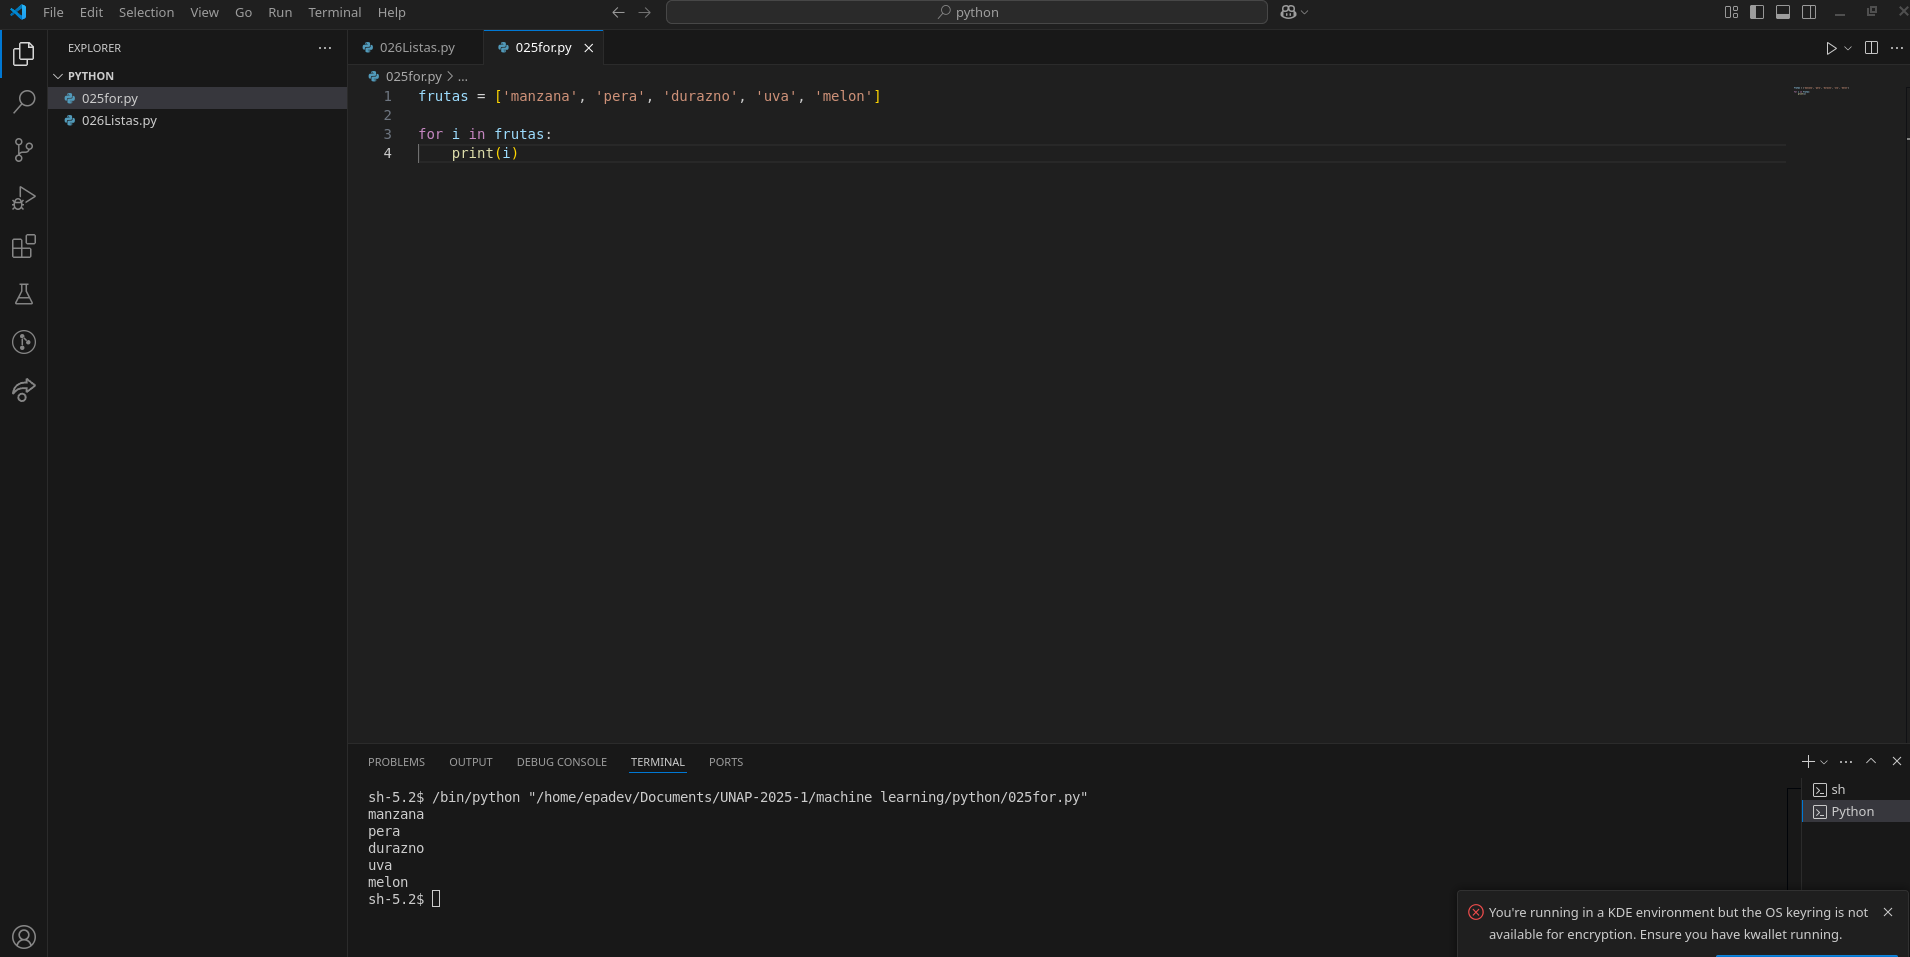 File Edit Selection View Go Run Terminal Help
python
EXPLORER ...
PYTHON
025for.py
026Listas.py
026Listas.py 025for.py
025for.py > ...
1 frutas = ['manzana', 'pera', 'durazno', 'uva', 'melon']
2
3 for i in frutas:
4     print(i)
PROBLEMS OUTPUT DEBUG CONSOLE TERMINAL PORTS
sh-5.2$ /bin/python "/home/epadev/Documents/UNAP-2025-1/machine learning/python/025for.py"
manzana
pera
durazno
uva
melon
sh-5.2$
sh
Python
You're running in a KDE environment but the OS keyring is not
available for encryption. Ensure you have kwallet running.